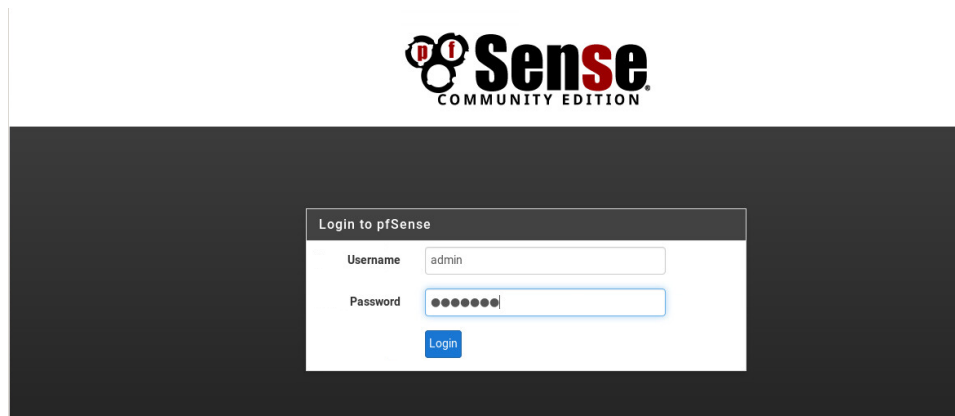 pfSense®
COMMUNITY EDITION
Login to pfSense
Username admin
Password ●●●●●●●
Login